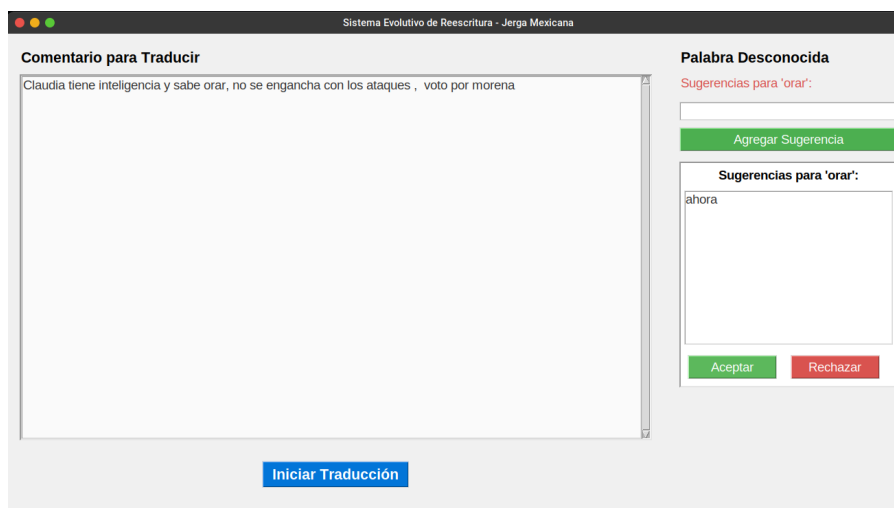 Sistema Evolutivo de Reescritura - Jerga Mexicana
Comentario para Traducir
Claudia tiene inteligencia y sabe orar, no se engancha con los ataques ,  voto por morena
Iniciar Traducción
Palabra Desconocida
Sugerencias para 'orar':
Agregar Sugerencia
Sugerencias para 'orar':
ahora
Aceptar Rechazar